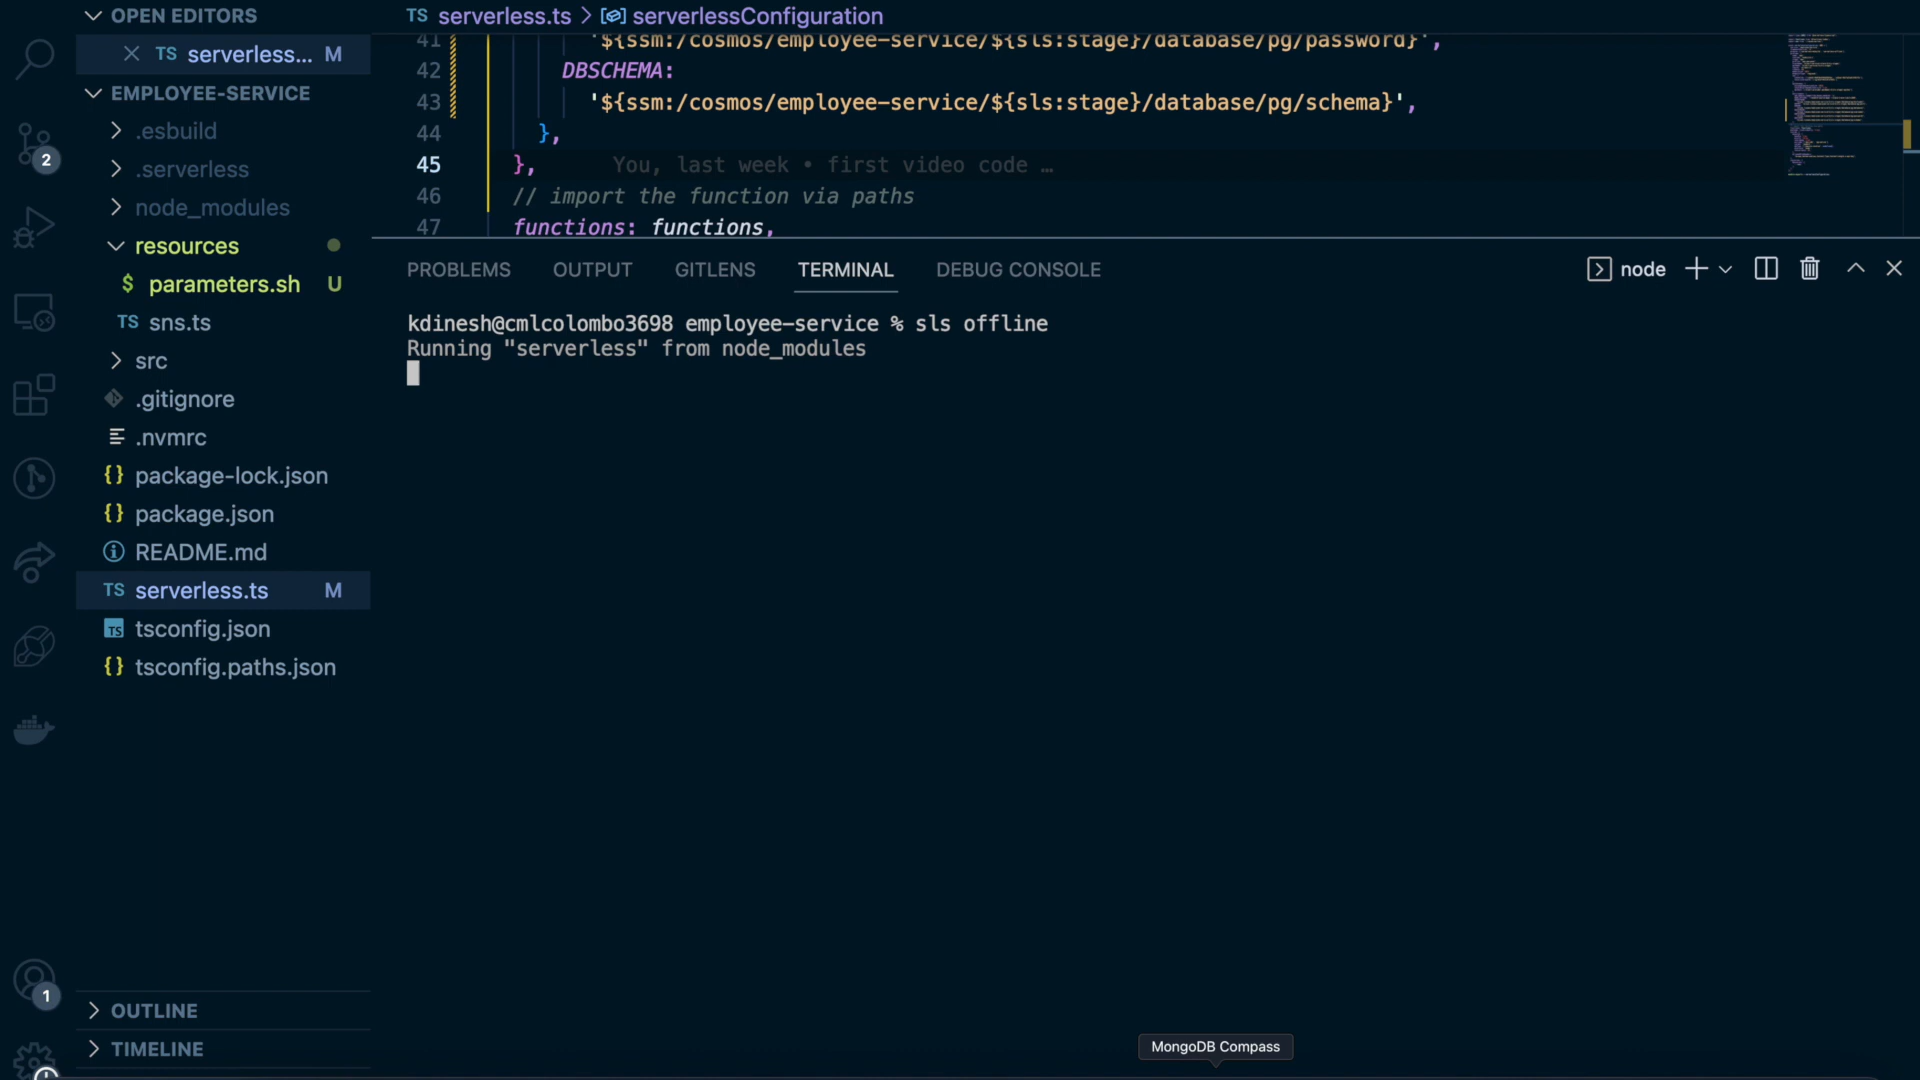 OPEN EDITORS
TS serverless... M
EMPLOYEE-SERVICE
.esbuild
.serverless
node_modules
resources
$ parameters.sh U
TS sns.ts
src
.gitignore
.nvmrc
{} package-lock.json
{} package.json
README.md
TS serverless.ts M
TS tsconfig.json
{} tsconfig.paths.json
OUTLINE
TIMELINE
2
1
TS serverless.ts > serverlessConfiguration
41 '${ssm:/cosmos/employee-service/${sls:stage}/database/pg/password}',
42 DBSCHEMA:
43 '${ssm:/cosmos/employee-service/${sls:stage}/database/pg/schema}',
44 },
45 }, You, last week • first video code …
46 // import the function via paths
47 functions: functions,
PROBLEMS OUTPUT GITLENS TERMINAL DEBUG CONSOLE node
kdinesh@cmlcolombo3698 employee-service % sls offline
Running "serverless" from node_modules
MongoDB Compass